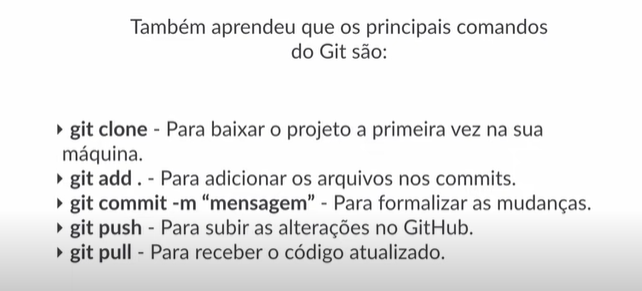 Também aprendeu que os principais comandos
do Git são:
‣ git clone - Para baixar o projeto a primeira vez na sua
máquina.
‣ git add . - Para adicionar os arquivos nos commits.
‣ git commit -m “mensagem” - Para formalizar as mudanças.
‣ git push - Para subir as alterações no GitHub.
‣ git pull - Para receber o código atualizado.